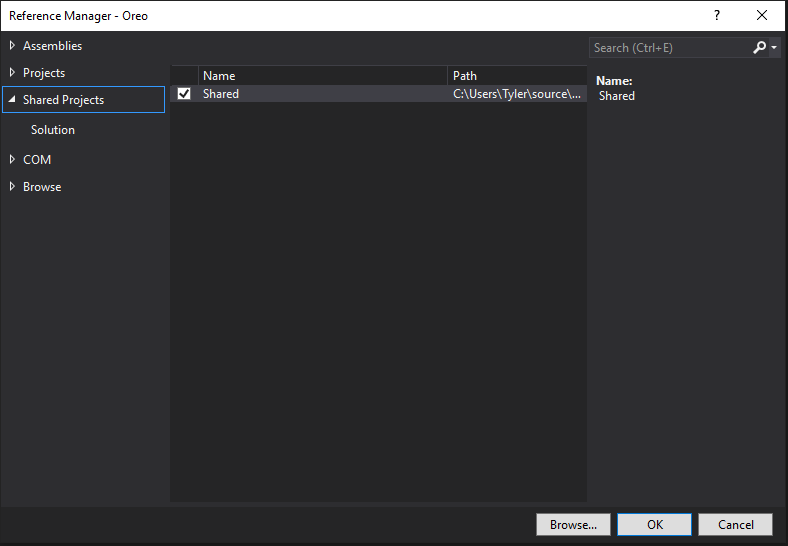 Reference Manager - Oreo
?
Assemblies
Projects
Shared Projects
Solution
COM
Browse
Name Path
Shared C:\Users\Tyler\source\...
Search (Ctrl+E)
Name:
Shared
Browse... OK Cancel